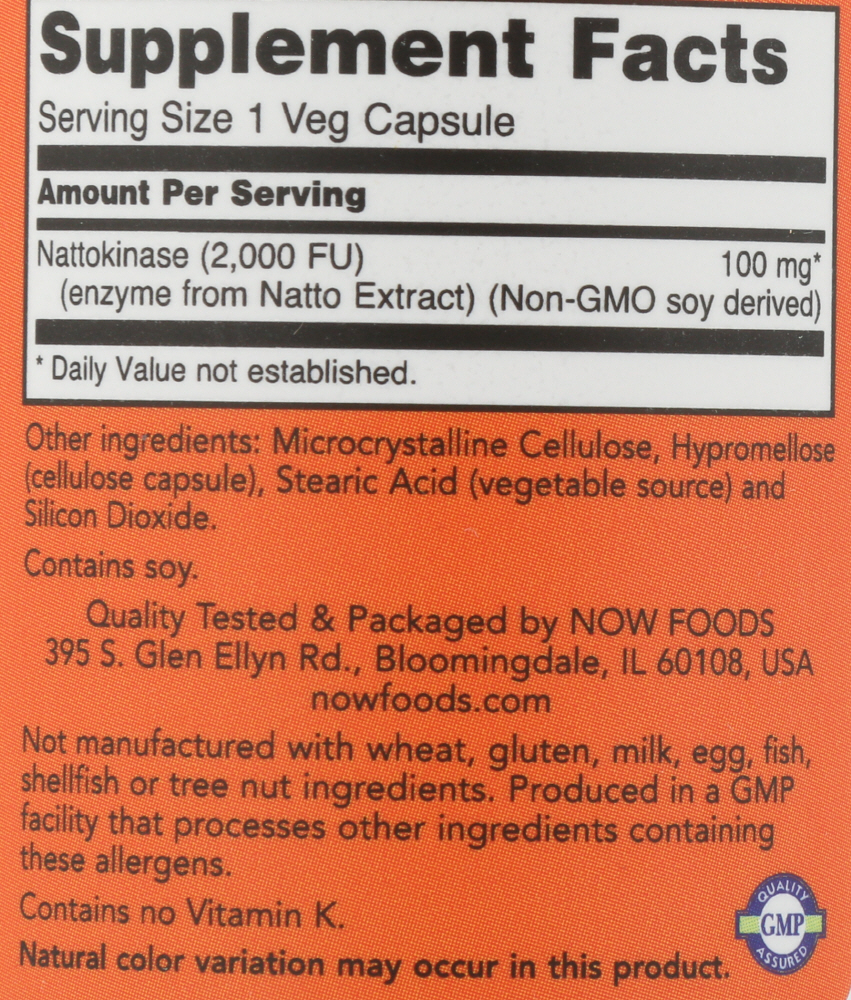 Supplement Facts
Serving Size 1 Veg Capsule
Amount Per Serving
Nattokinase (2,000 FU) 100 mg*
(enzyme from Natto Extract) (Non-GMO soy derived)
* Daily Value not established.
Other ingredients: Microcrystalline Cellulose, Hypromellose
(cellulose capsule), Stearic Acid (vegetable source) and
Silicon Dioxide.
Contains soy.
Quality Tested & Packaged by NOW FOODS
395 S. Glen Ellyn Rd., Bloomingdale, IL 60108, USA
nowfoods.com
Not manufactured with wheat, gluten, milk, egg, fish,
shellfish or tree nut ingredients. Produced in a GMP
facility that processes other ingredients containing
these allergens.
Contains no Vitamin K.
Natural color variation may occur in this product.
QUALITY
GMP
ASSURED